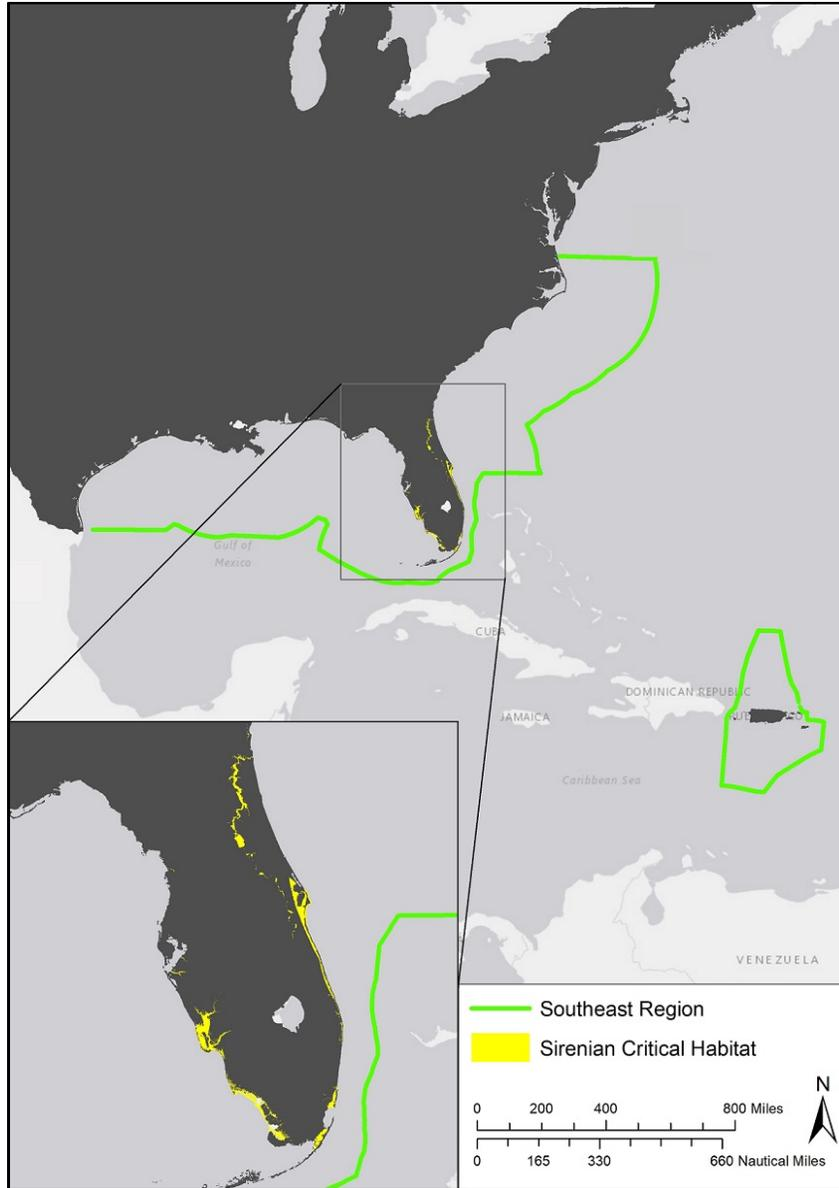 Gulf of
Mexico
CUBA
DOMINICAN REPUBLIC
JAMAICA
Caribbean Sea
VENEZUELA
Southeast Region
Sirenian Critical Habitat
N
0 200 400 800 Miles
0 165 330 660 Nautical Miles